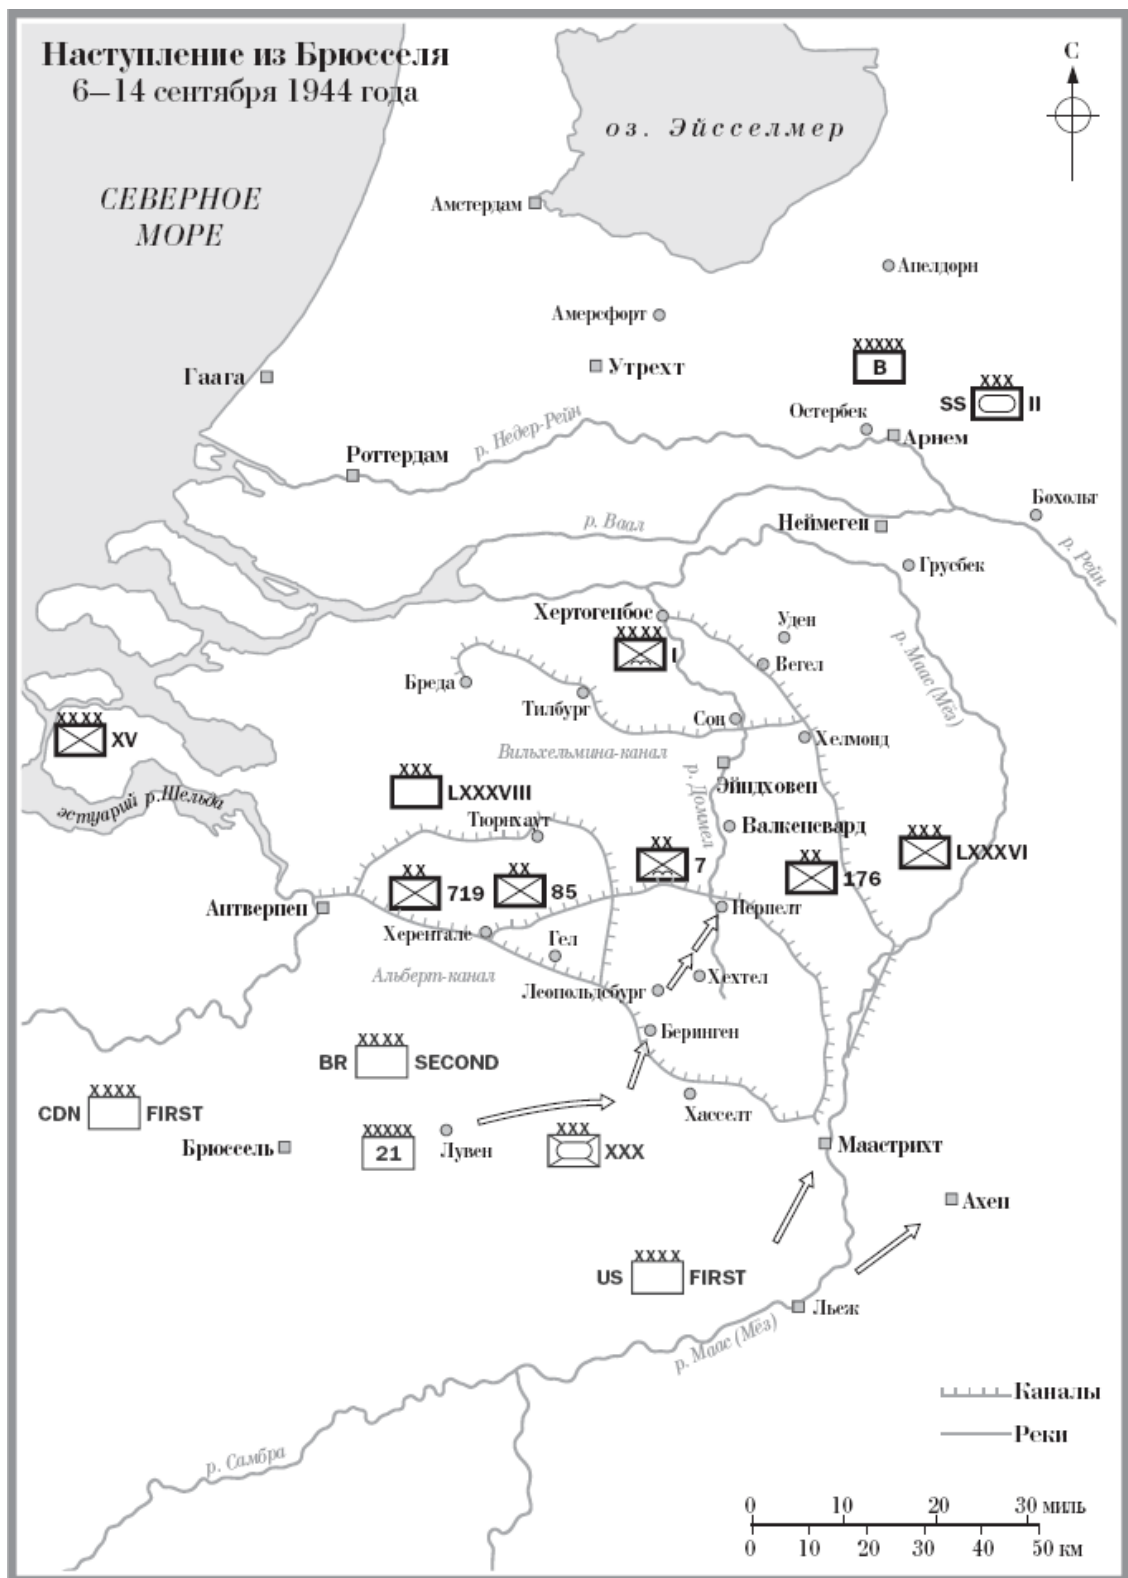 Наступление из Брюсселя
6—14 сентября 1944 года
С
оз. Эйсселмер
СЕВЕРНОЕ
МОРЕ
Амстердам
Апелдорн
Амерсфорт
XXXXX
B
Гаага
Утрехт
XXX
SS II
Остербек
Арнем
р. Недер-Рейн
Роттердам
Бохольт
р. Ваал
Неймеген
р. Рейн
Грусбек
Хертогенбос
Уден
XXXX
I
Вегел
р. Маас (Мёз)
Бреда
Тилбург
Сон
XXXX
XV
Хелмонд
Вильхельмина-канал
Эйндховен
р. Доммел
XXX
LXXXVIII
эстуарий р.Шельда
Тюрнхаут
Валкенсвард
XXX
LXXXVI
XX
7
XX
176
XX
719
XX
85
Антверпен
Нерпелт
Херенталс
Гел
Альберт-канал
Хехтел
Леопольдсбург
Беринген
XXXX
BR SECOND
XXXX
CDN FIRST
Хасселт
Брюссель
XXXXX
21
Лувен
XXX
XXX
Маастрихт
Ахен
XXXX
US FIRST
Льеж
р. Маас (Мёз)
Каналы
Реки
р. Самбра
0 10 20 30 миль
0 10 20 30 40 50 км